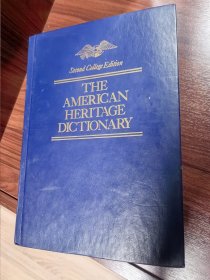 Second College Edition
THE
AMERICAN
HERITAGE
DICTIONARY